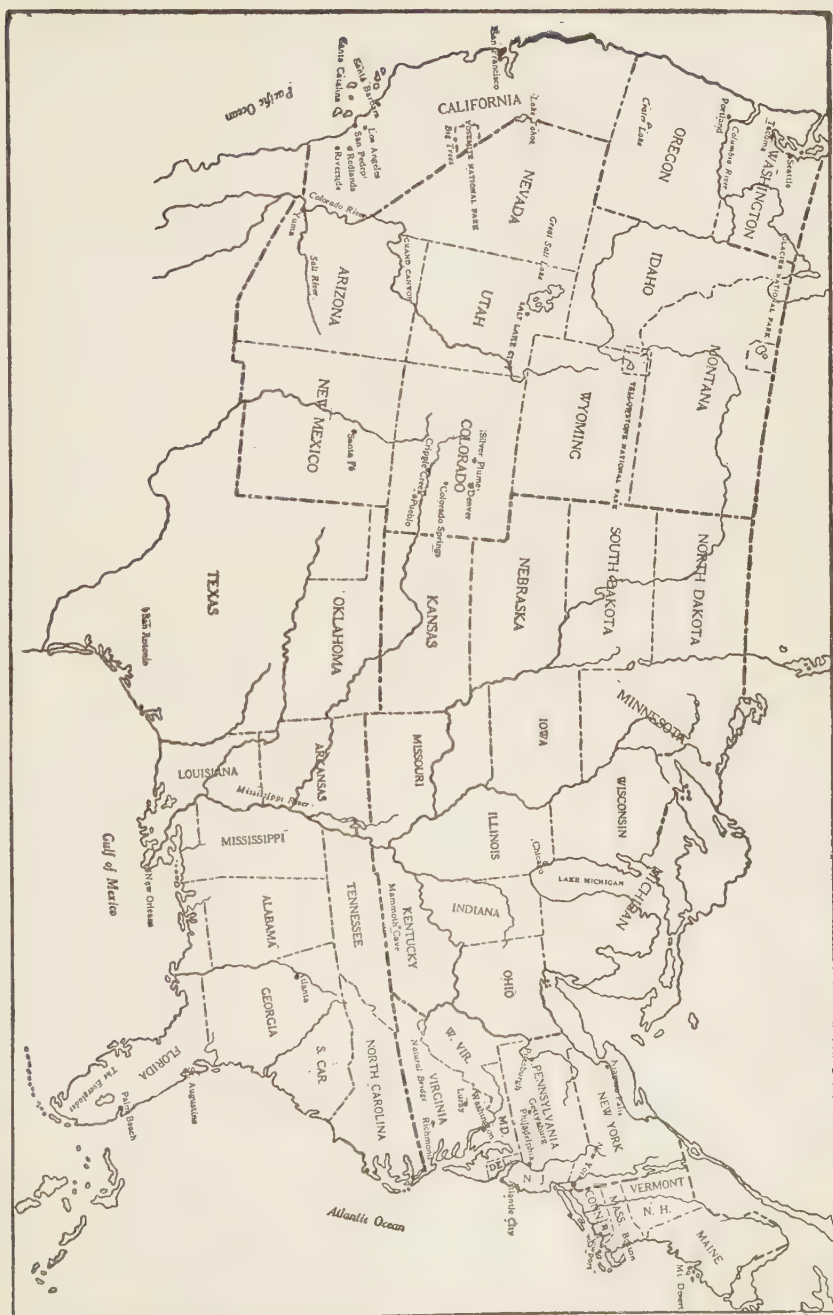 WASHINGTON
Seattle
Tacoma
Columbia River
Portland
OREGON
Crater Lake
CALIFORNIA
San Francisco
Lake Tahoe
YOSEMITE NATIONAL PARK
Big Trees
Santa Barbara
Santa Catalina
Los Angeles
San Pedro
Redlands
Riverside
Pacific Ocean
NEVADA
IDAHO
GLACIER NATIONAL PARK
MONTANA
YELLOWSTONE NATIONAL PARK
WYOMING
Great Salt Lake
SALT LAKE CITY
UTAH
GRAND CANYON
Colorado River
Yuma
Salt River
ARIZONA
NEW MEXICO
Santa Fé
COLORADO
Silver Plume
Denver
Colorado Springs
Cripple Creek
Pueblo
NORTH DAKOTA
SOUTH DAKOTA
NEBRASKA
KANSAS
OKLAHOMA
TEXAS
San Antonio
MINNESOTA
IOWA
MISSOURI
ARKANSAS
LOUISIANA
Mississippi River
New Orleans
Gulf of Mexico
WISCONSIN
MICHIGAN
LAKE MICHIGAN
Chicago
ILLINOIS
INDIANA
OHIO
KENTUCKY
Mammoth Cave
TENNESSEE
MISSISSIPPI
ALABAMA
GEORGIA
Atlanta
FLORIDA
The Everglades
St. Augustine
Palm Beach
S. CAR
NORTH CAROLINA
VIRGINIA
Natural Bridge
Luray
Richmond
W. VIR.
Washington
MD.
DEL
PENNSYLVANIA
Pittsburgh
Gettysburg
Philadelphia
Atlantic City
N.
NEW YORK
Niagara Falls
N. York
CONN
R.I.
MASS.
Boston
VERMONT
N. H.
MAINE
Mt Desert
Atlantic Ocean